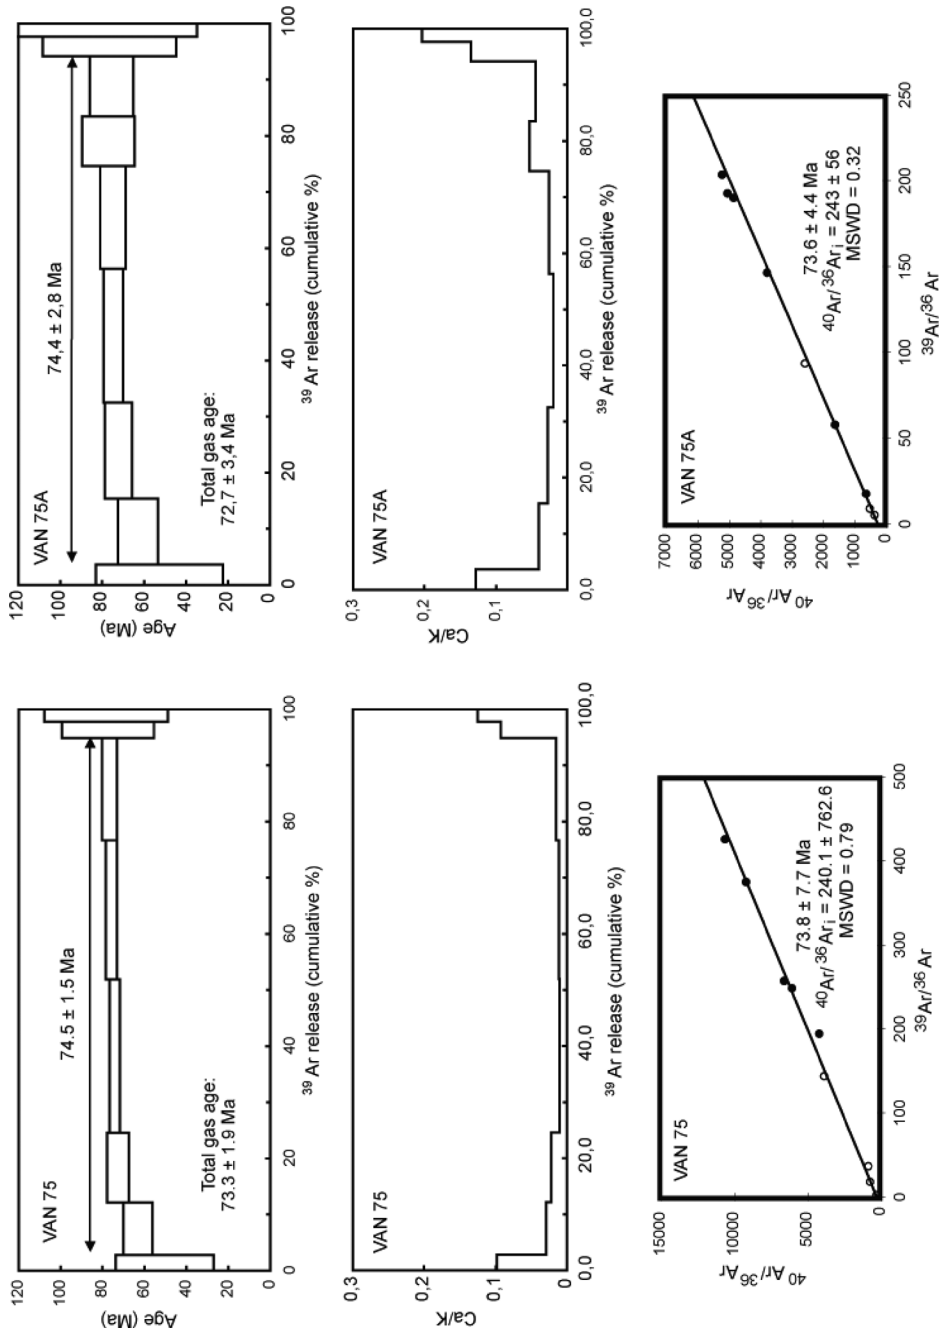 120
100
80
60
40
20
0
Age (Ma)
VAN 75
74.5 ± 1.5 Ma
Total gas age:
73.3 ± 1.9 Ma
0
20
40
60
80
100
39 Ar release (cumulative %)
120
100
80
60
40
20
0
Age (Ma)
VAN 75A
74,4 ± 2,8 Ma
Total gas age:
72,7 ± 3,4 Ma
0
20
40
60
80
100
39 Ar release (cumulative %)
0,3
0,2
0,1
0
Ca/K
VAN 75
0,0
20,0
40,0
60,0
80,0
100,0
39 Ar release (cumulative %)
0,3
0,2
0,1
Ca/K
VAN 75A
0,0
20,0
40,0
60,0
80,0
100,0
39 Ar release (cumulative %)
15000
10000
5000
0
40 Ar/36 Ar
VAN 75
73.8 ± 7.7 Ma
40Ar/36Ari = 240.1 ± 762.6
MSWD = 0.79
0
100
200
300
400
500
39Ar/36 Ar
7000
6000
5000
4000
3000
2000
1000
0
40 Ar/36 Ar
VAN 75A
73.6 ± 4.4 Ma
40Ar/36Ari = 243 ± 56
MSWD = 0.32
0
50
100
150
200
250
39Ar/36 Ar